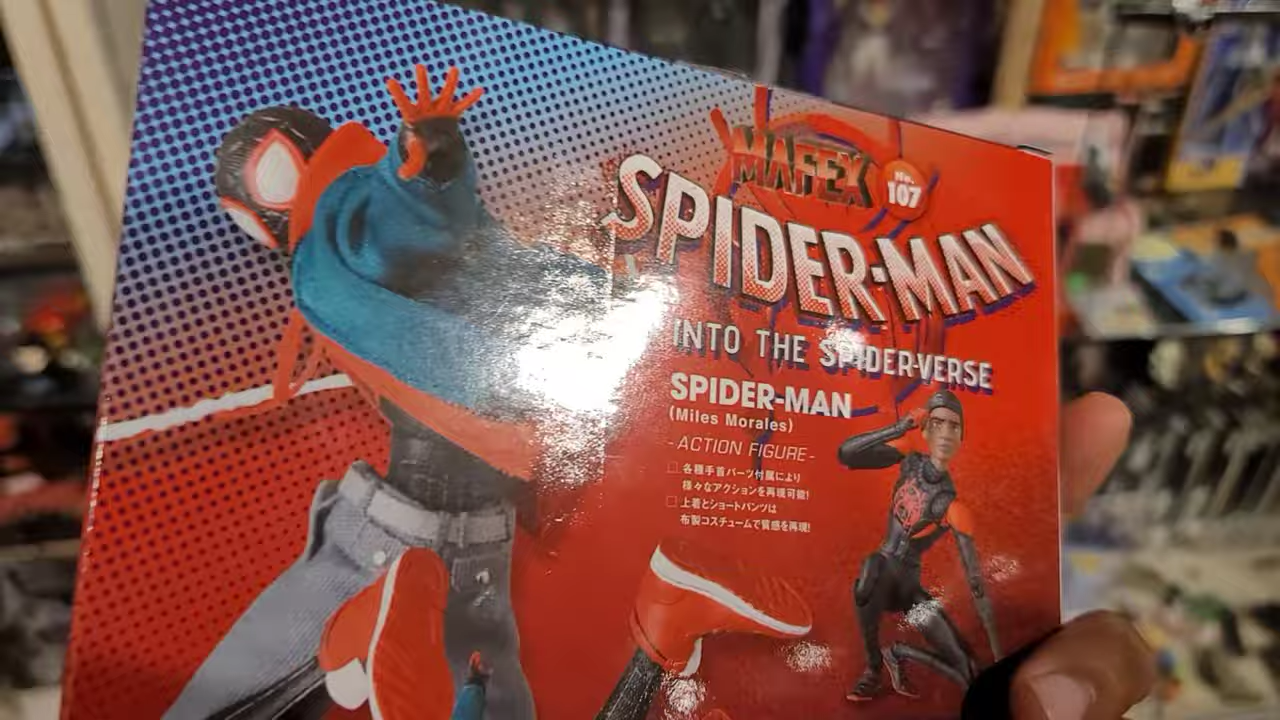 MAFEX
No. 107
SPIDER-MAN
INTO THE SPIDER-VERSE
SPIDER-MAN
(Miles Morales)
-ACTION FIGURE-
□ 各種手首パーツ付属により
様々なアクションを再現可能!
□ 上着とショートパンツは
布製コスチュームで質感を再現!